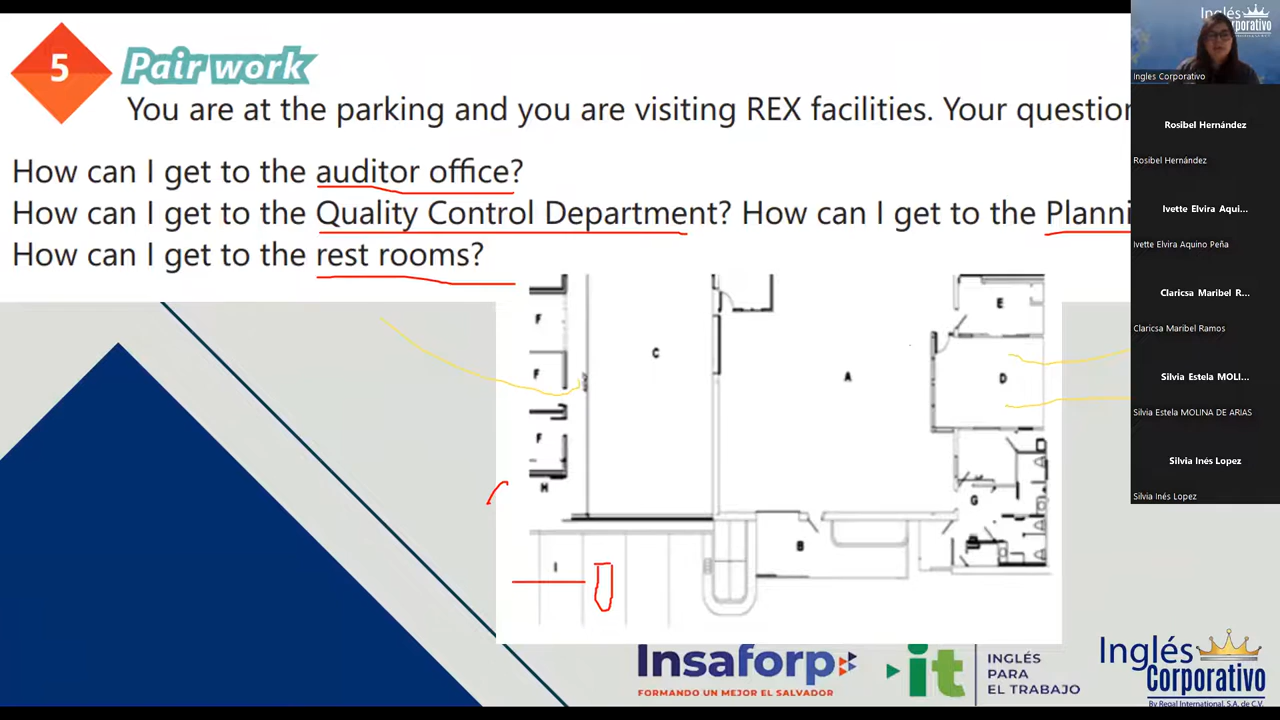 5
Pair work
You are at the parking and you are visiting REX facilities. Your question
How can I get to the auditor office?
How can I get to the Quality Control Department? How can I get to the Planni
How can I get to the rest rooms?
F
F
F
H
I
C
A
B
E
D
G
Insaforp
FORMANDO UN MEJOR EL SALVADOR
it
INGLÉS
PARA
EL TRABAJO
Inglés
Corporativo
By Regal International, S.A. de C.V.
Inglés
Corporativo
Ingles Corporativo
Rosibel Hernández
Rosibel Hernández
Ivette Elvira Aqui...
Ivette Elvira Aquino Peña
Claricsa Maribel R...
Claricsa Maribel Ramos
Silvia Estela MOLI...
Silvia Estela MOLINA DE ARIAS
Silvia Inés Lopez
Silvia Inés Lopez